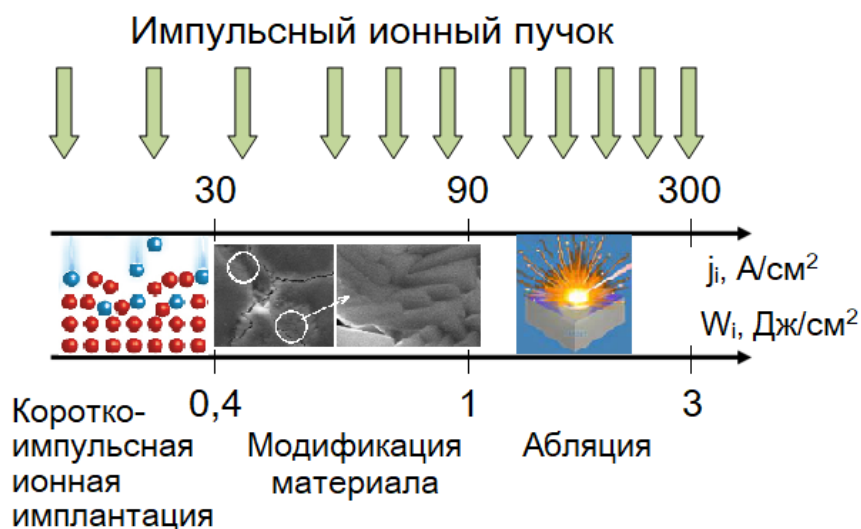 Импульсный ионный пучок
30 90 300
jᵢ, А/см²
Wᵢ, Дж/см²
0,4 1 3
Коротко-
импульсная
ионная
имплантация
Модификация
материала
Абляция